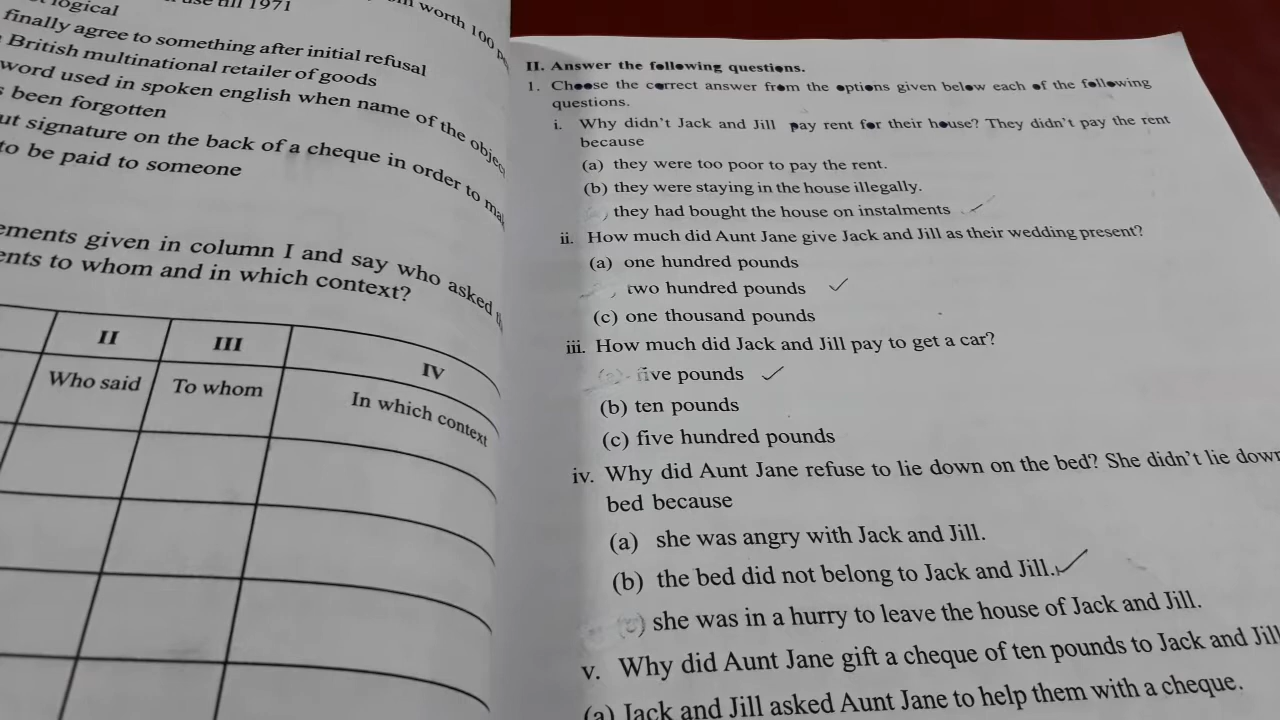 logical
use till 1971
worth 100
finally agree to something after initial refusal
British multinational retailer of goods
word used in spoken english when name of the
been forgotten
signature on the back of a cheque in order to
to be paid to someone
given in column I and say who asked
to whom and in which context?
II III IV
Who said To whom In which context
II. Answer the following questions.
1. Choose the correct answer from the options given below each of the following
questions.
i. Why didn't Jack and Jill pay rent for their house? They didn't pay the rent
because
(a) they were too poor to pay the rent.
(b) they were staying in the house illegally.
they had bought the house on instalments
ii. How much did Aunt Jane give Jack and Jill as their wedding present?
(a) one hundred pounds
two hundred pounds
(c) one thousand pounds
iii. How much did Jack and Jill pay to get a car?
(a) five pounds
(b) ten pounds
(c) five hundred pounds
iv. Why did Aunt Jane refuse to lie down on the bed? She didn't lie down
bed because
(a) she was angry with Jack and Jill.
(b) the bed did not belong to Jack and Jill.
(c) she was in a hurry to leave the house of Jack and Jill.
v. Why did Aunt Jane gift a cheque of ten pounds to Jack and Jill
(a) Jack and Jill asked Aunt Jane to help them with a cheque.